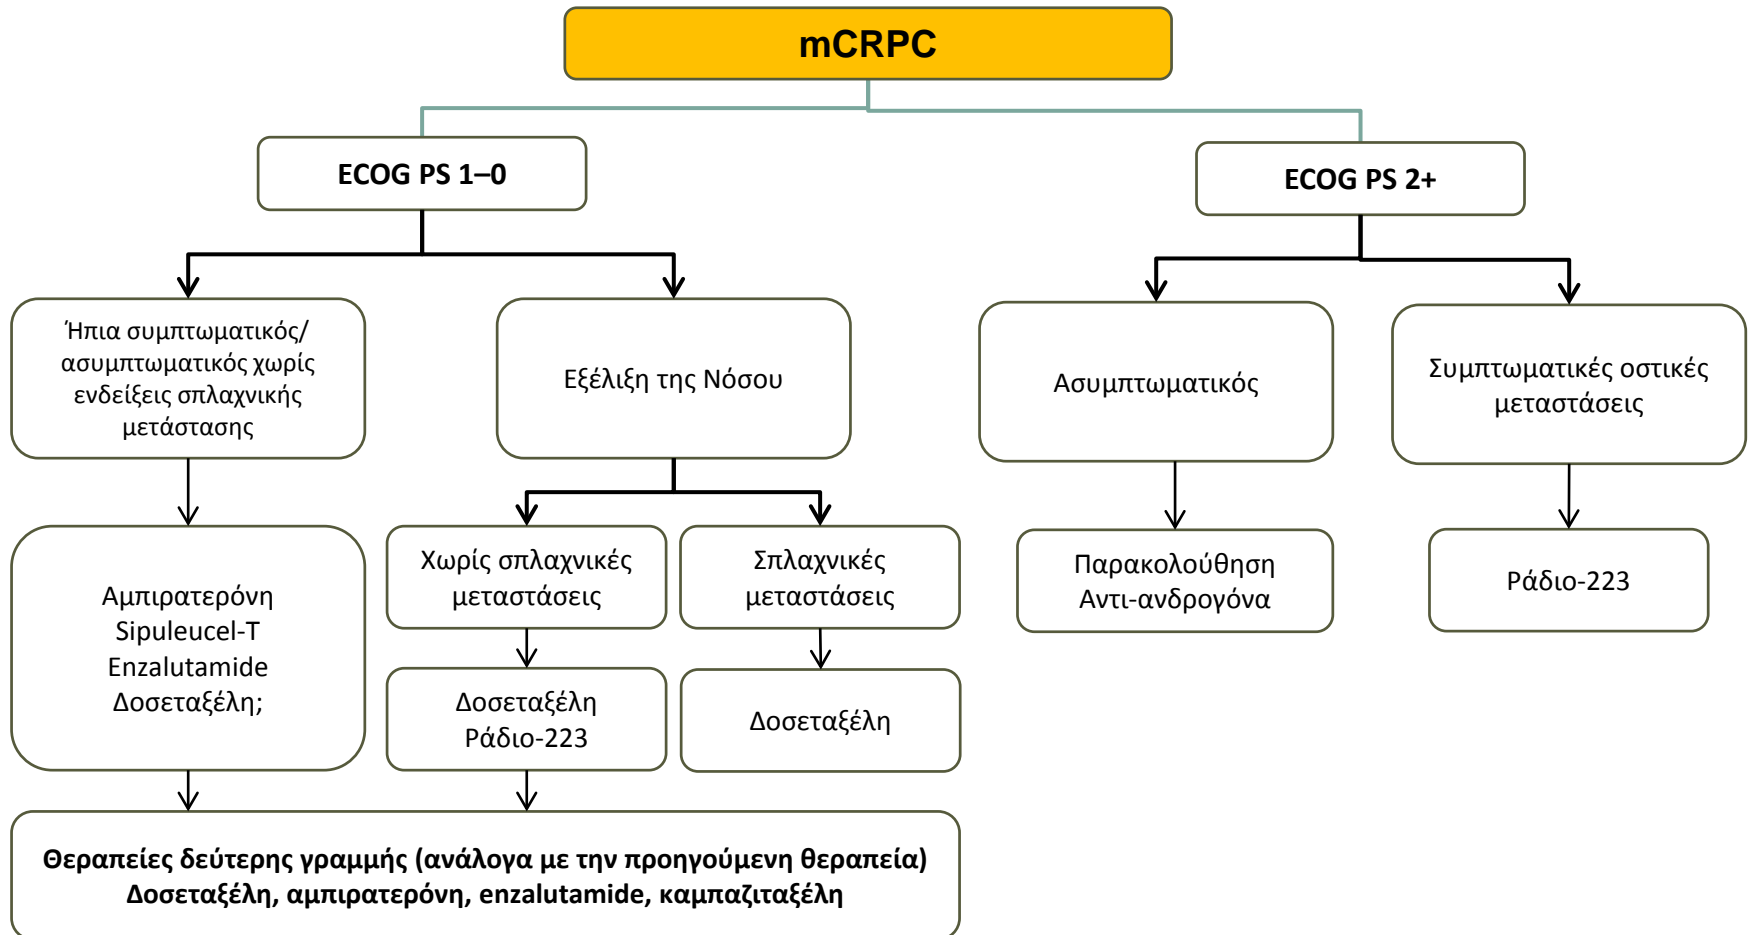 mCRPC
ECOG PS 1–0
ECOG PS 2+
Ήπια συμπτωματικός/
ασυμπτωματικός χωρίς
ενδείξεις σπλαχνικής
μετάστασης
Εξέλιξη της Νόσου
Ασυμπτωματικός
Συμπτωματικές οστικές
μεταστάσεις
Αμπιρατερόνη
Sipuleucel-T
Enzalutamide
Δοσεταξέλη;
Χωρίς σπλαχνικές
μεταστάσεις
Σπλαχνικές
μεταστάσεις
Παρακολούθηση
Αντι-ανδρογόνα
Ράδιο-223
Δοσεταξέλη
Ράδιο-223
Δοσεταξέλη
Θεραπείες δεύτερης γραμμής (ανάλογα με την προηγούμενη θεραπεία)
Δοσεταξέλη, αμπιρατερόνη, enzalutamide, καμπαζιταξέλη